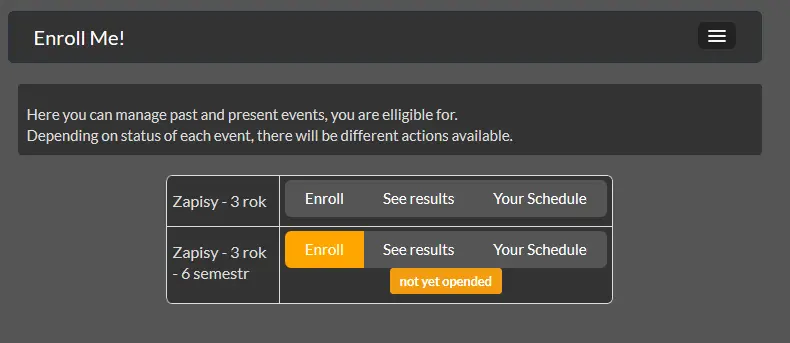 Enroll Me!
Here you can manage past and present events, you are elligible for.
Depending on status of each event, there will be different actions available.
Zapisy - 3 rok
Enroll See results Your Schedule
Zapisy - 3 rok
- 6 semestr
Enroll See results Your Schedule
not yet opended